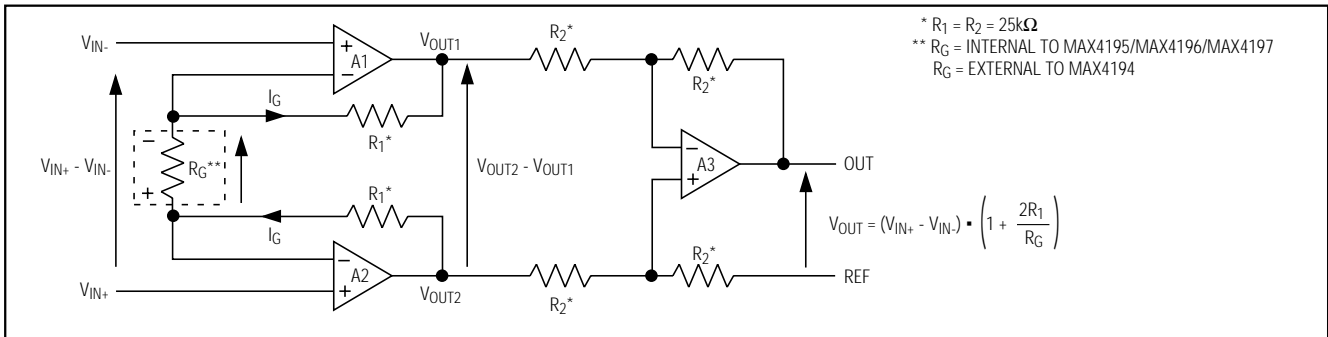 * R1 = R2 = 25kΩ
** RG = INTERNAL TO MAX4195/MAX4196/MAX4197
RG = EXTERNAL TO MAX4194
VIN-
+
-
A1
VOUT1
R2*
R2*
IG
R1*
VIN+ - VIN-
-
RG**
+
VOUT2 - VOUT1
-
+
A3
OUT
R1*
IG
VOUT = (VIN+ - VIN-) ▪ (1 + 2R1/RG)
-
+
A2
VIN+
VOUT2
R2*
R2*
REF